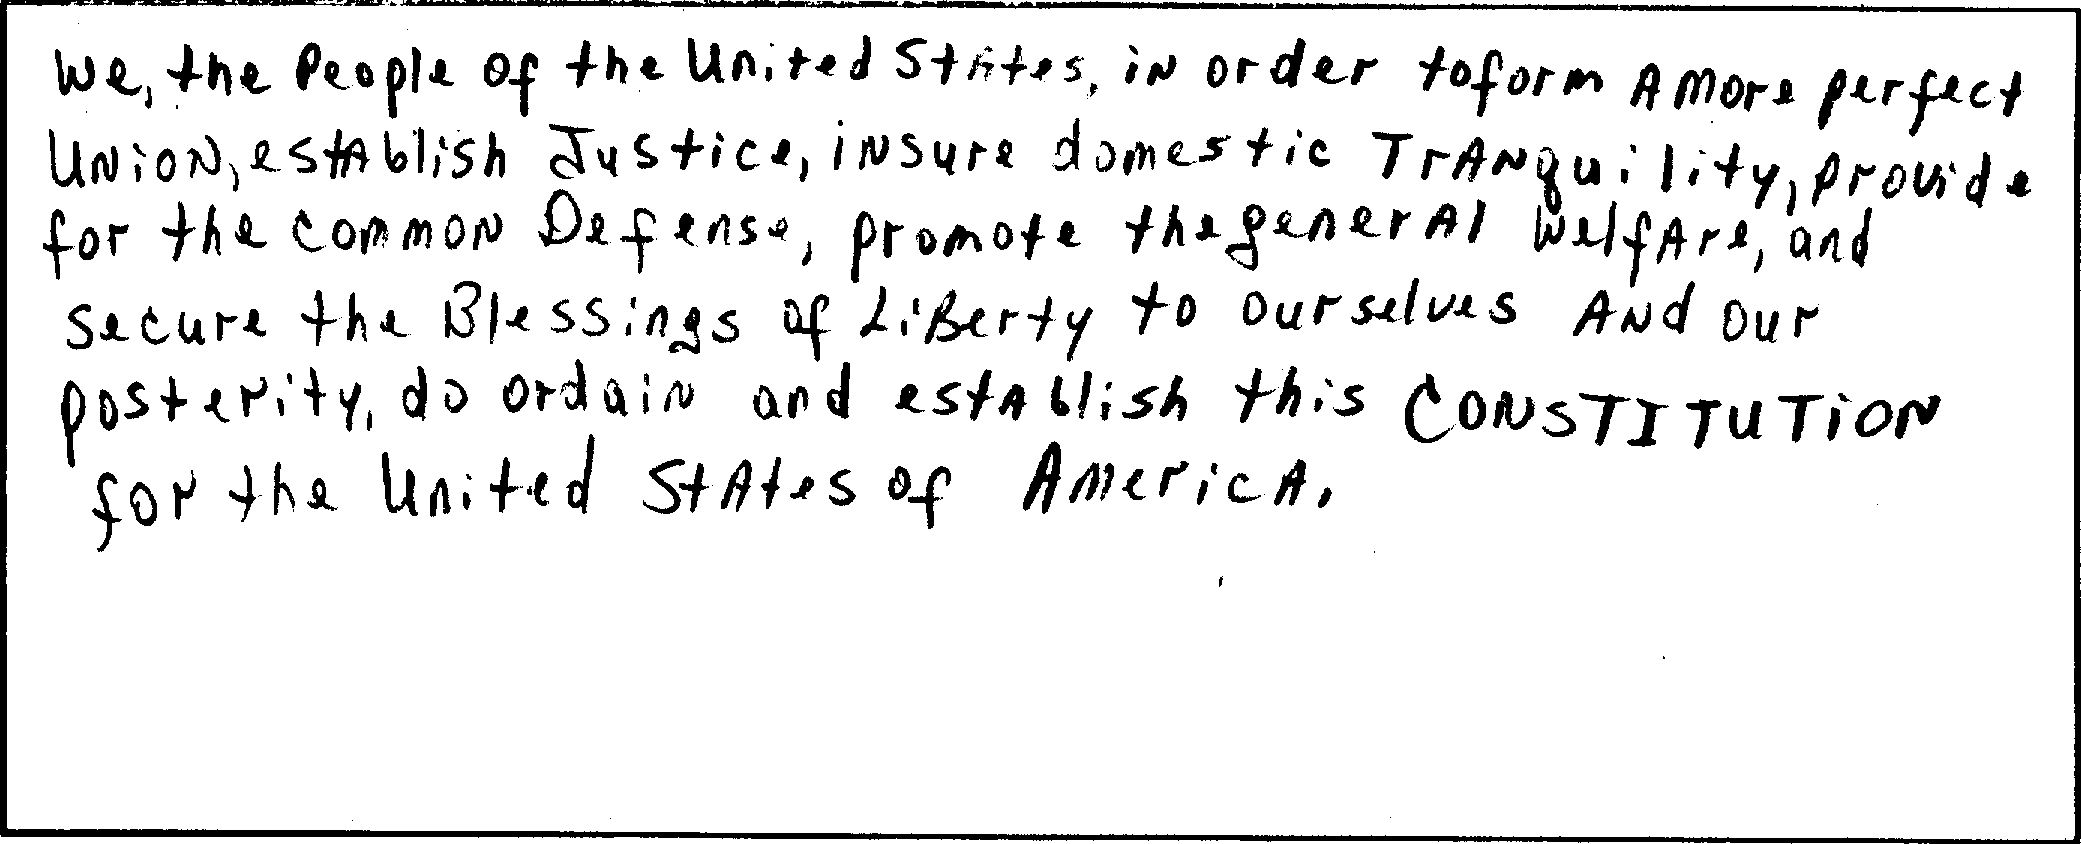 We, the People of the United States, in order to form a more perfect
Union, establish Justice, insure domestic Tranquility, provide
for the common Defense, promote the general Welfare, and
secure the Blessings of Liberty to ourselves and our
posterity, do ordain and establish this CONSTITUTION
for the United States of America.